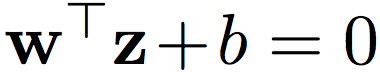 𝐰^⊤𝐳 + b = 0